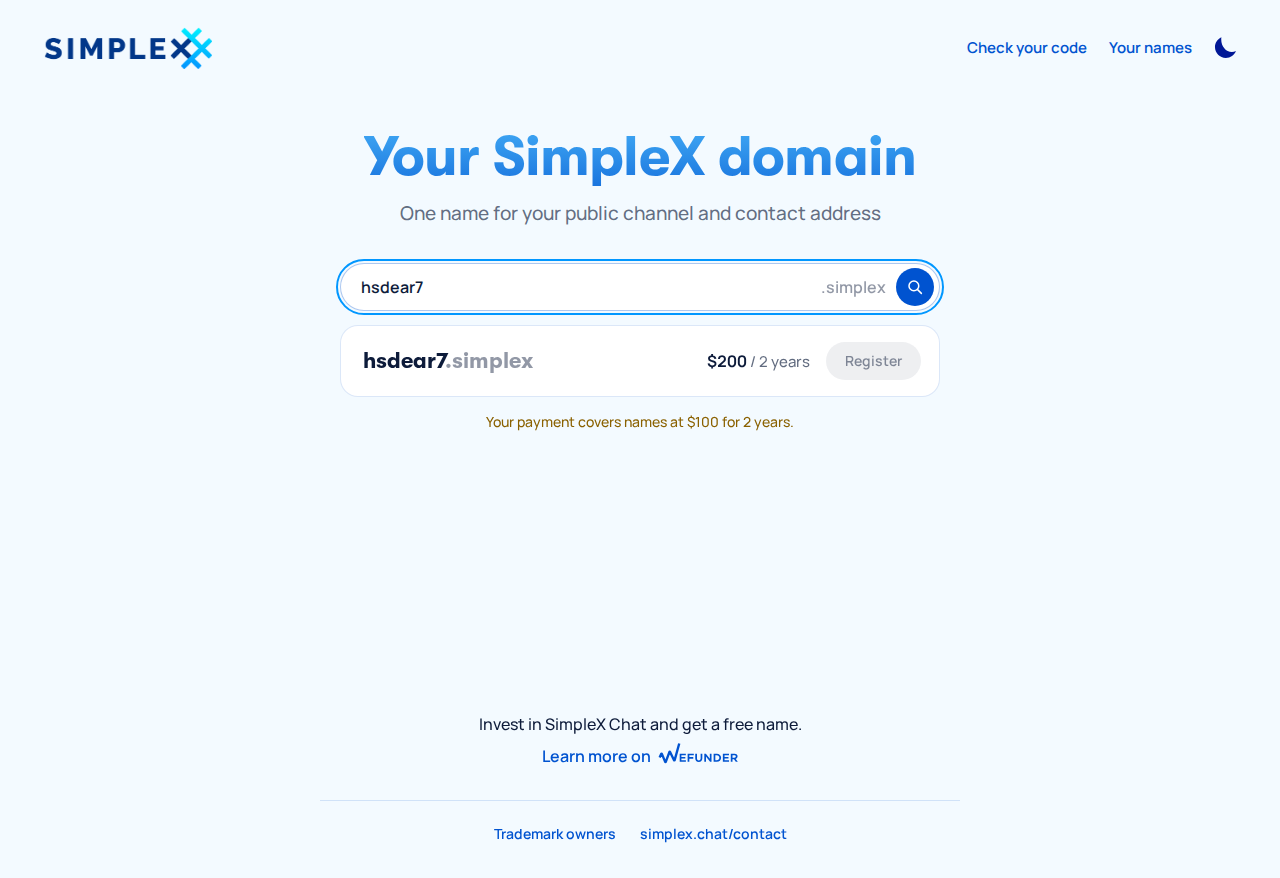 SIMPLEX
Check your code
Your names
Your SimpleX domain
One name for your public channel and contact address
hsdear7
.simplex
hsdear7.simplex
$200 / 2 years
Register
Your payment covers names at $100 for 2 years.
Invest in SimpleX Chat and get a free name.
Learn more on WEFUNDER
Trademark owners
simplex.chat/contact